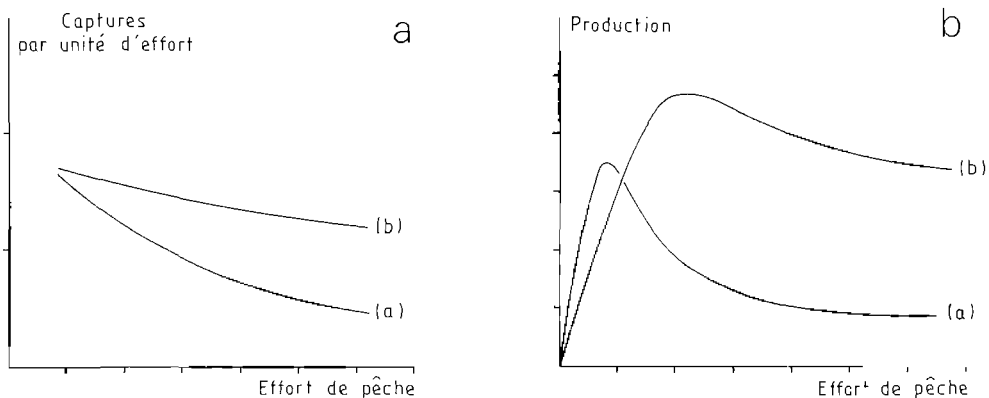 Captures
par unité d'effort
a
(b)
(a)
Effort de pêche
Production
b
(b)
(a)
Effort de pêche